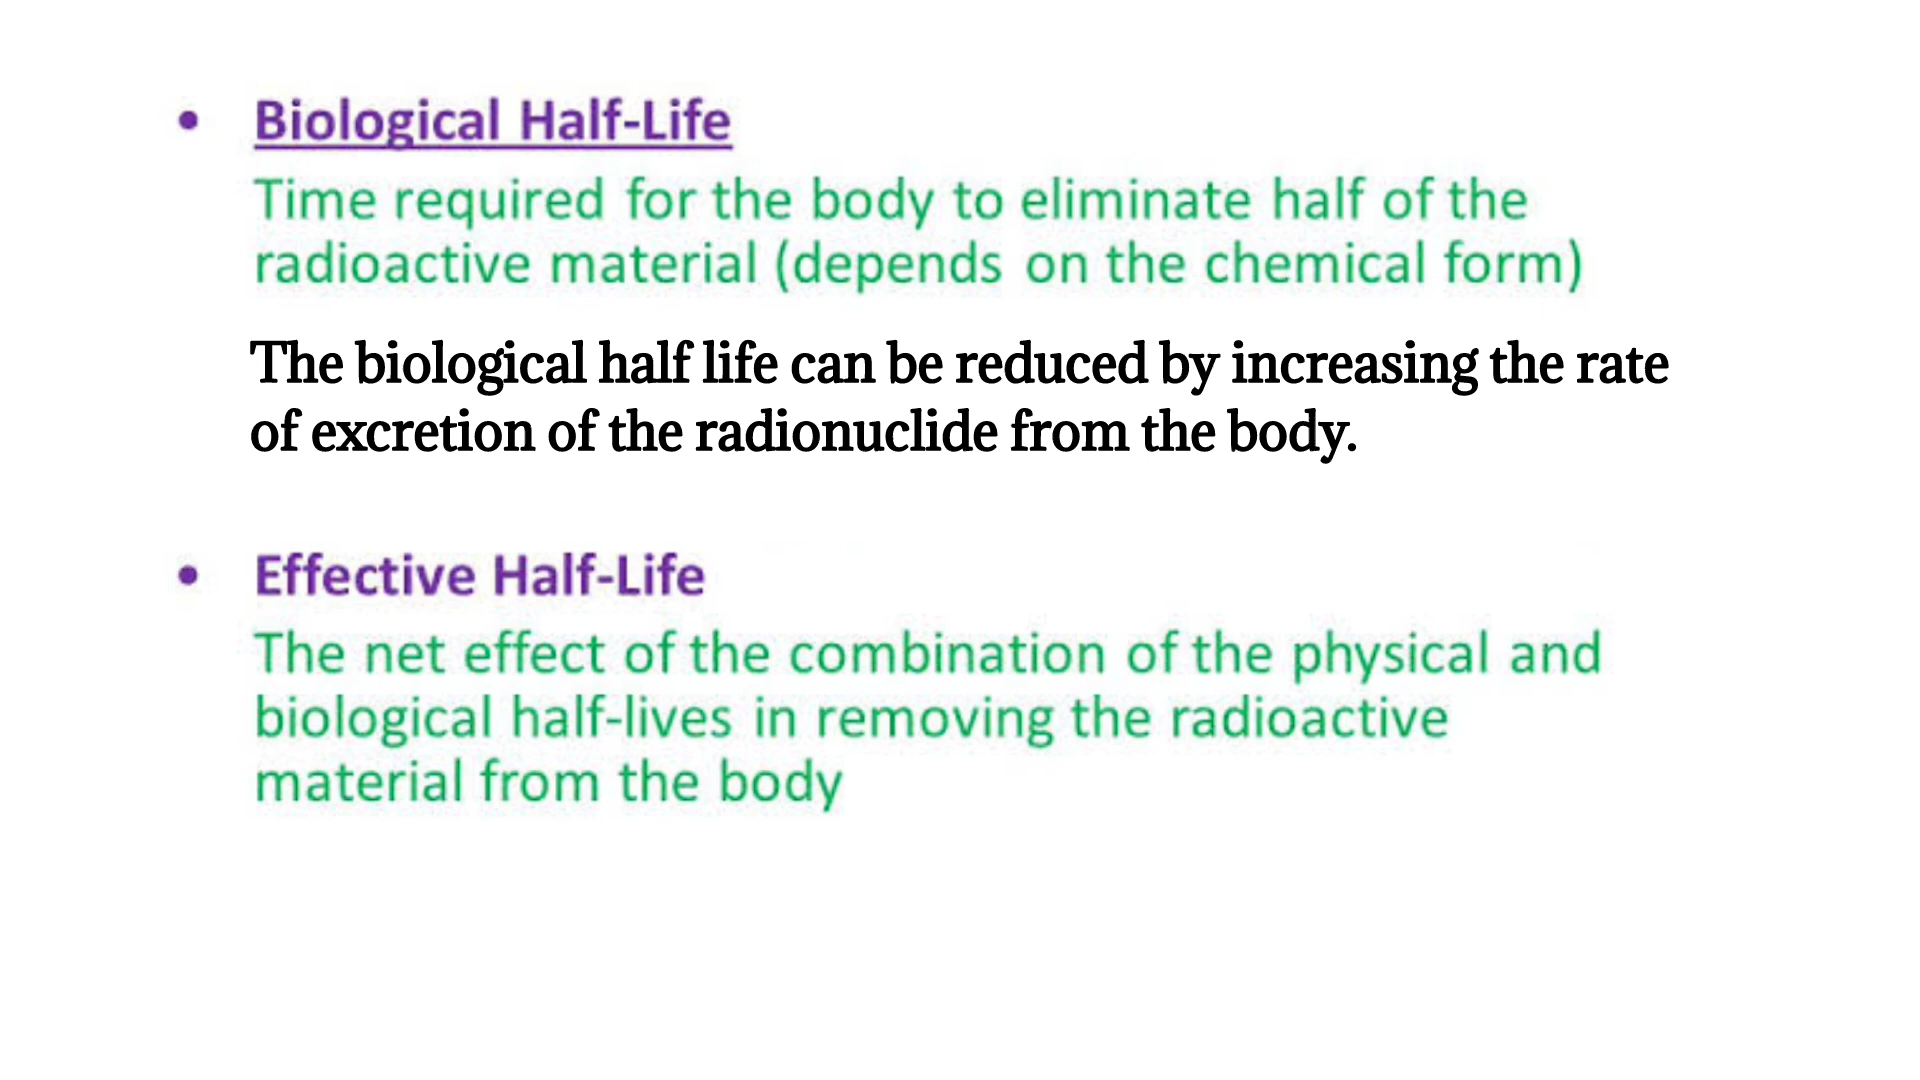 • Biological Half-Life
Time required for the body to eliminate half of the
radioactive material (depends on the chemical form)
The biological half life can be reduced by increasing the rate
of excretion of the radionuclide from the body.
• Effective Half-Life
The net effect of the combination of the physical and
biological half-lives in removing the radioactive
material from the body